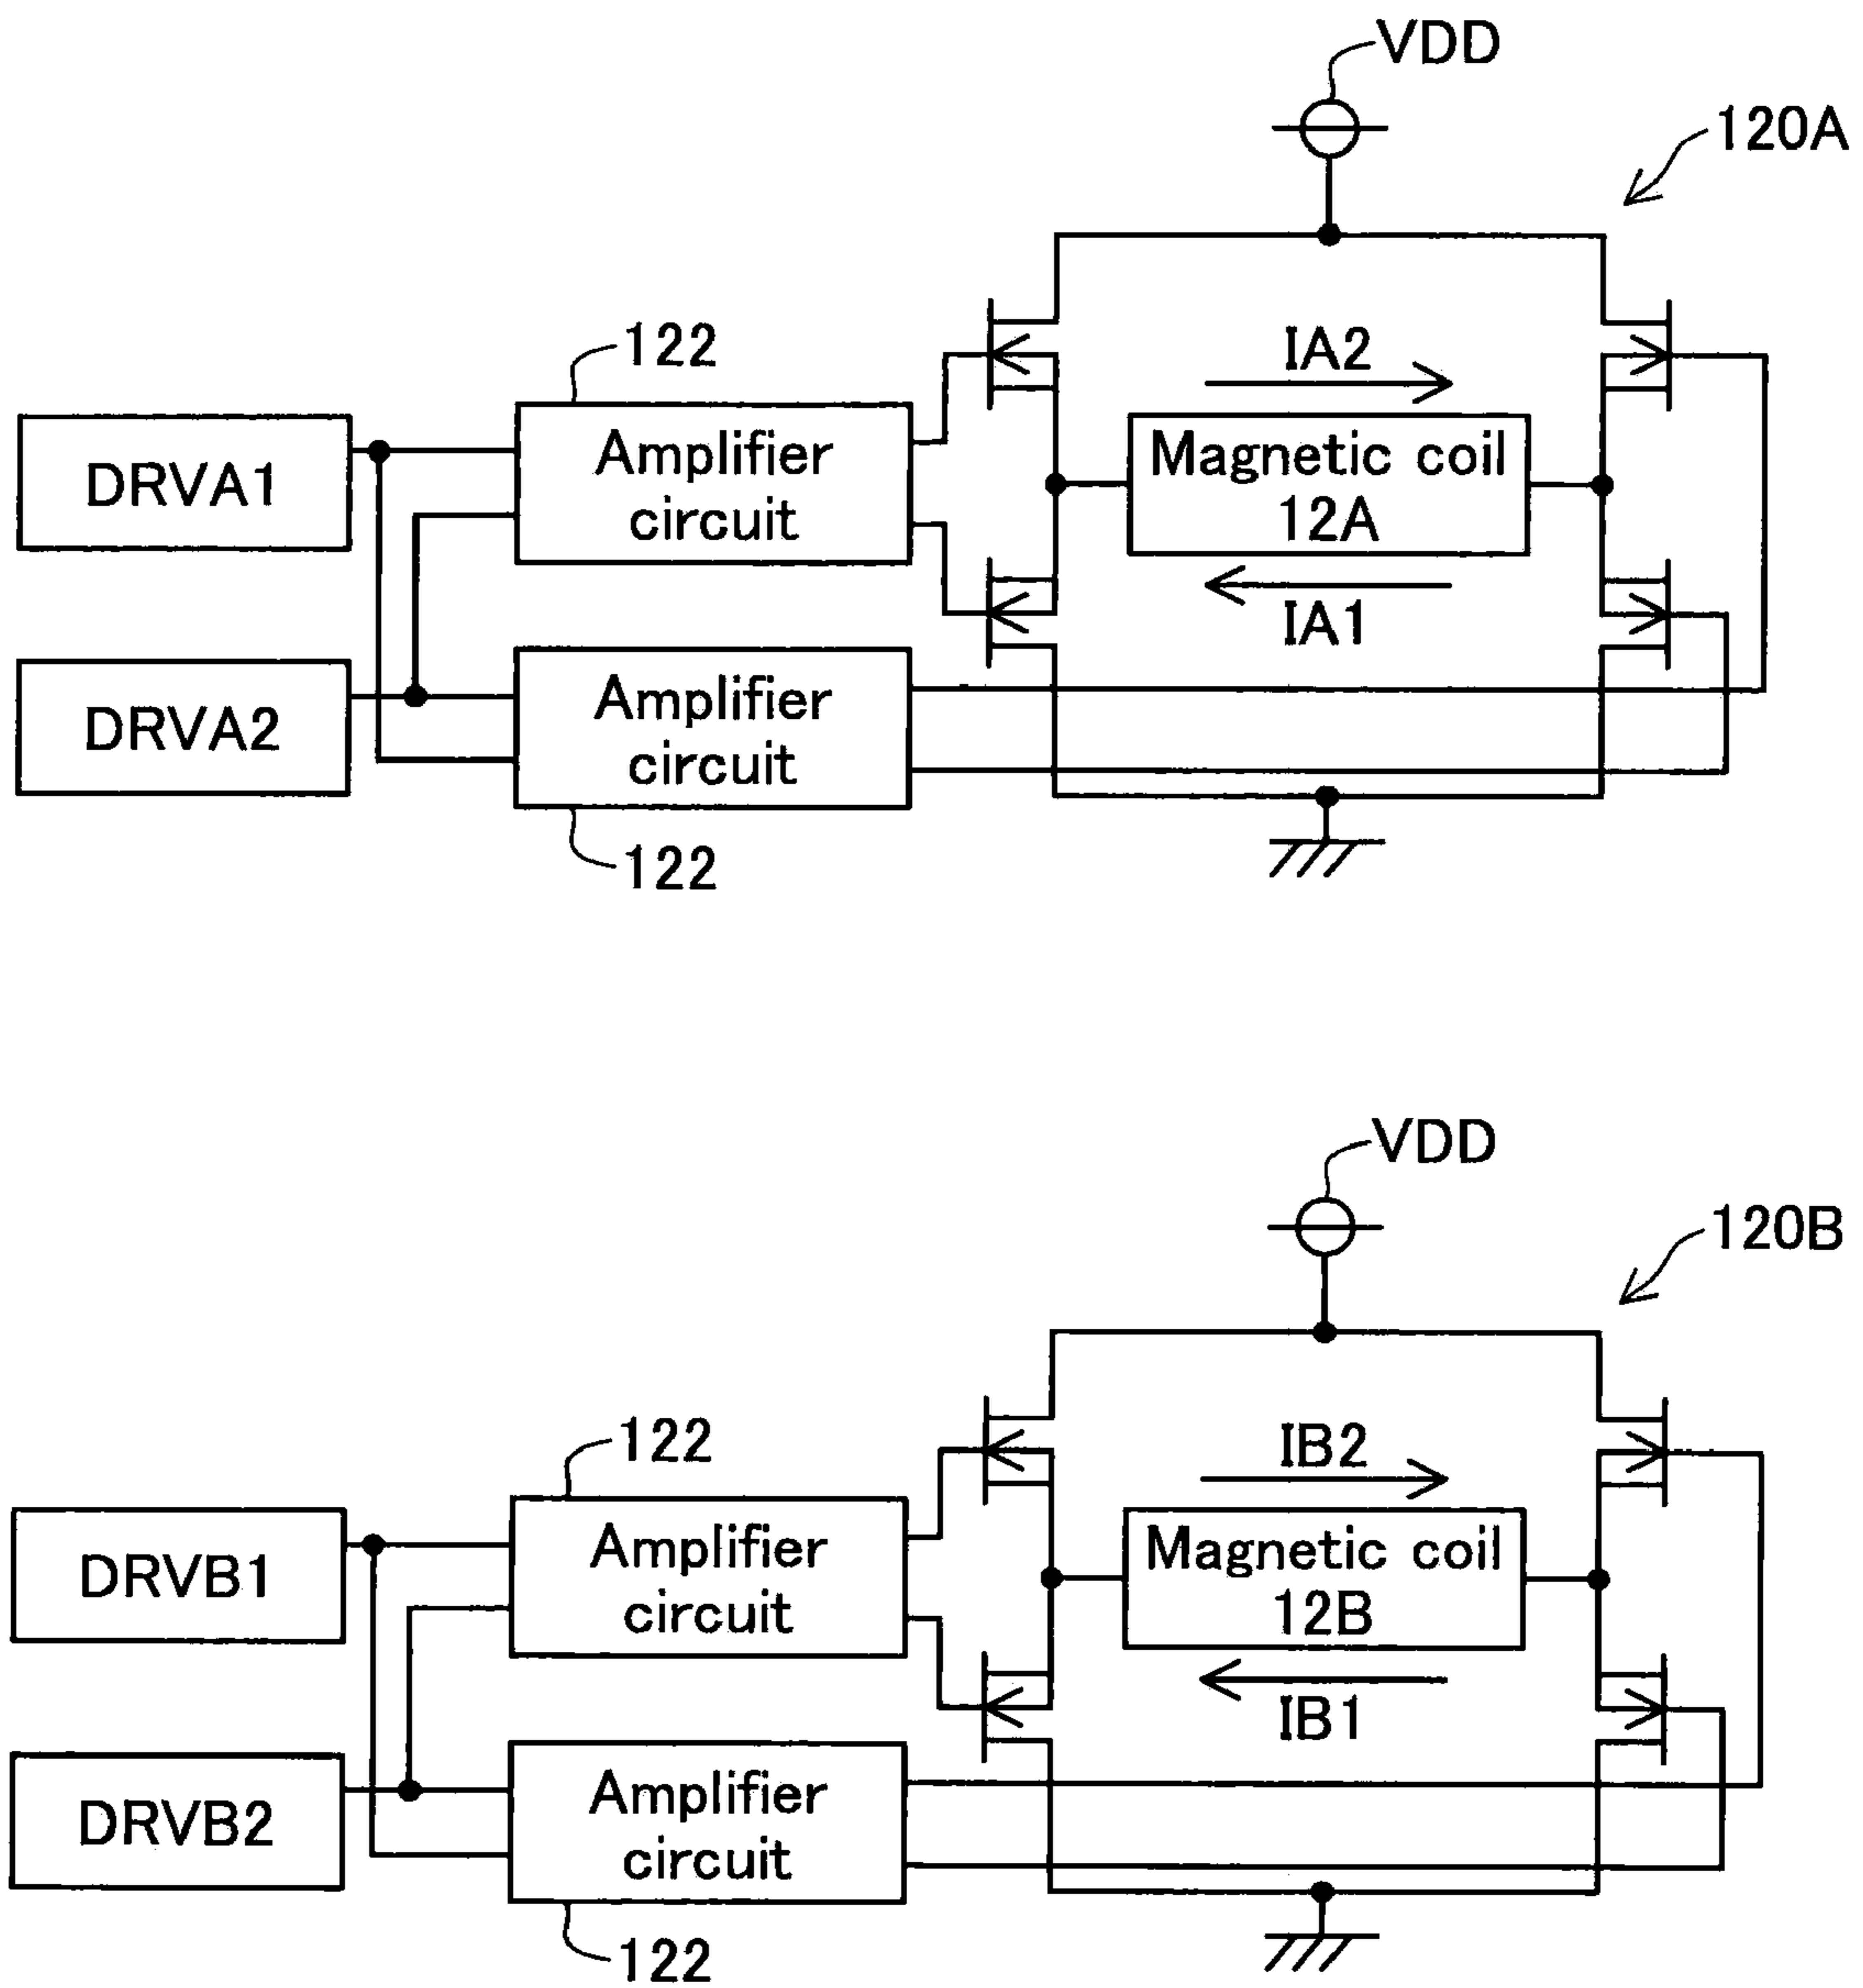 VDD
120A
122
IA2
DRVA1
Amplifier
circuit
Magnetic coil
12A
IA1
DRVA2
Amplifier
circuit
122
VDD
120B
122
IB2
DRVB1
Amplifier
circuit
Magnetic coil
12B
IB1
DRVB2
Amplifier
circuit
122